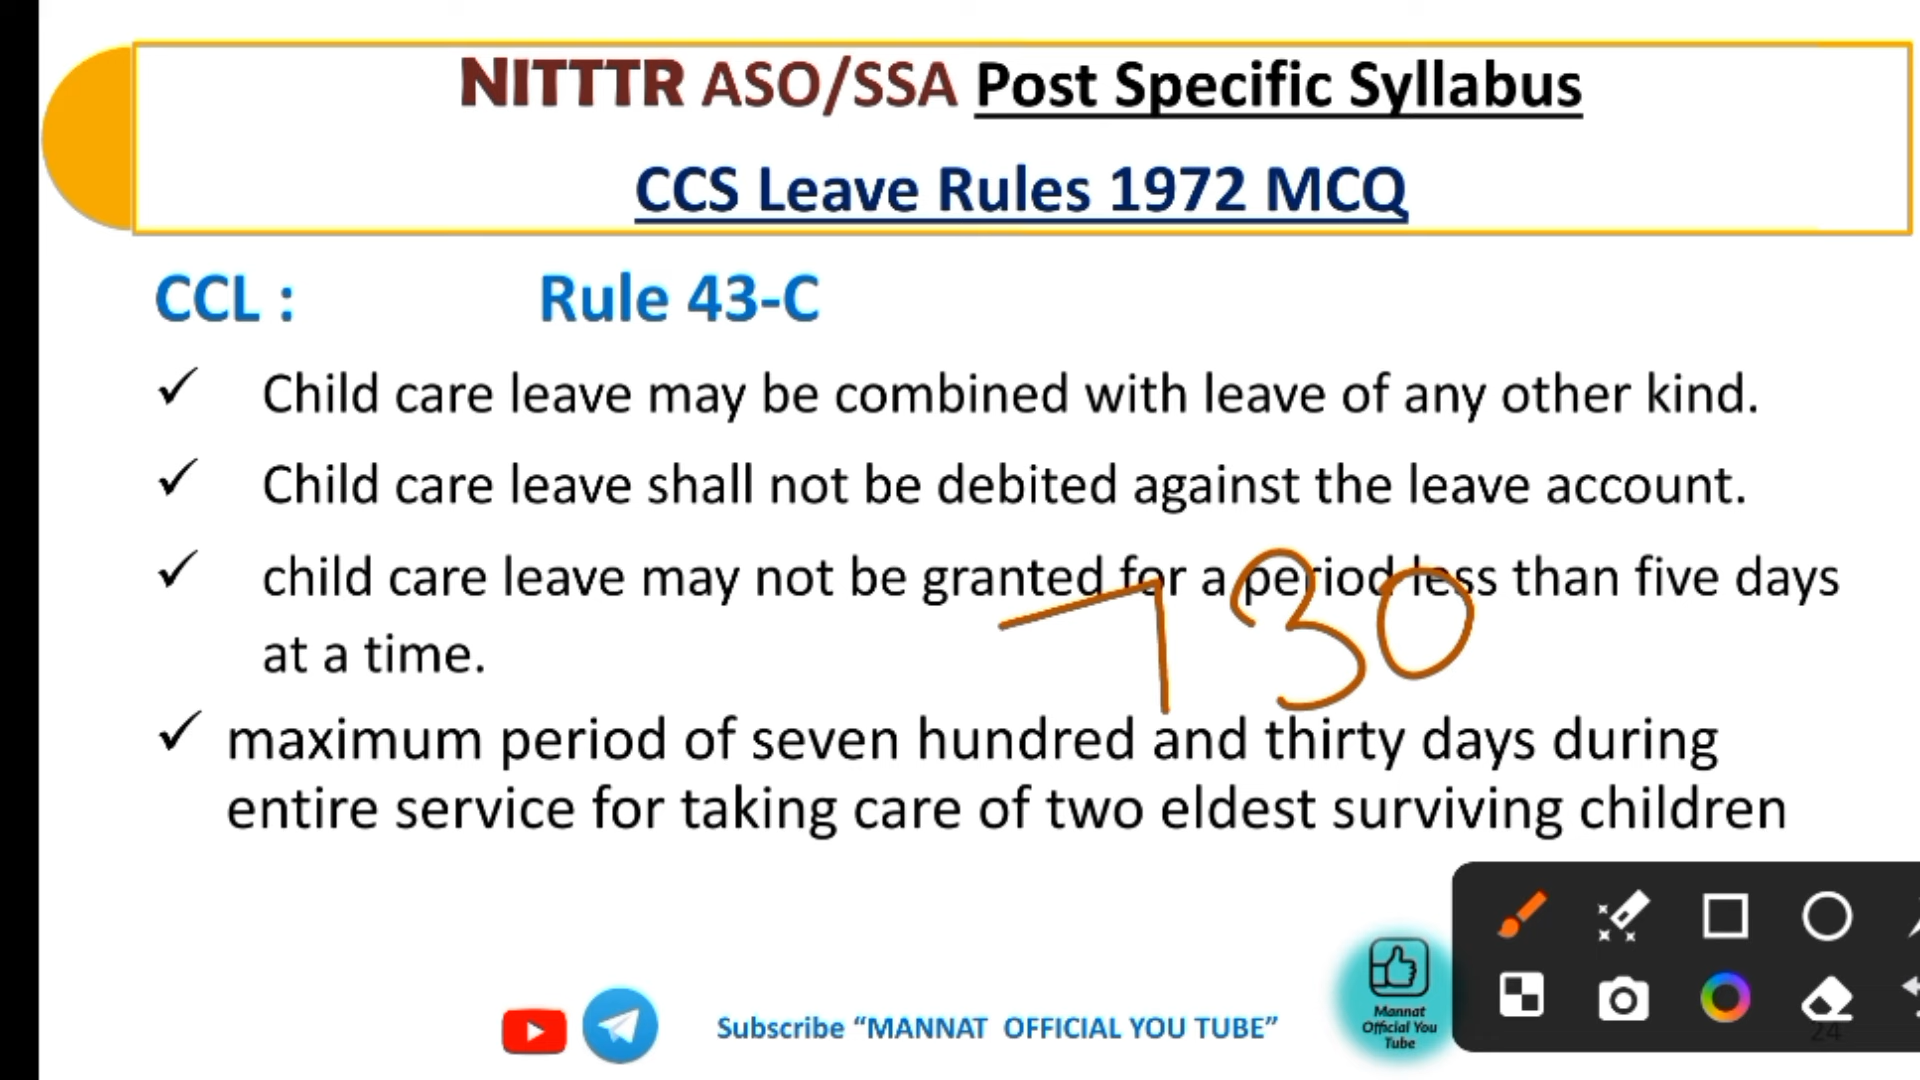 NITTTR ASO/SSA Post Specific Syllabus
CCS Leave Rules 1972 MCQ
CCL : Rule 43-C
✓ Child care leave may be combined with leave of any other kind.
✓ Child care leave shall not be debited against the leave account.
✓ child care leave may not be granted for a period less than five days
at a time.
730
✓ maximum period of seven hundred and thirty days during
entire service for taking care of two eldest surviving children
Subscribe “MANNAT OFFICIAL YOU TUBE”
Mannat
Official You
Tube
24